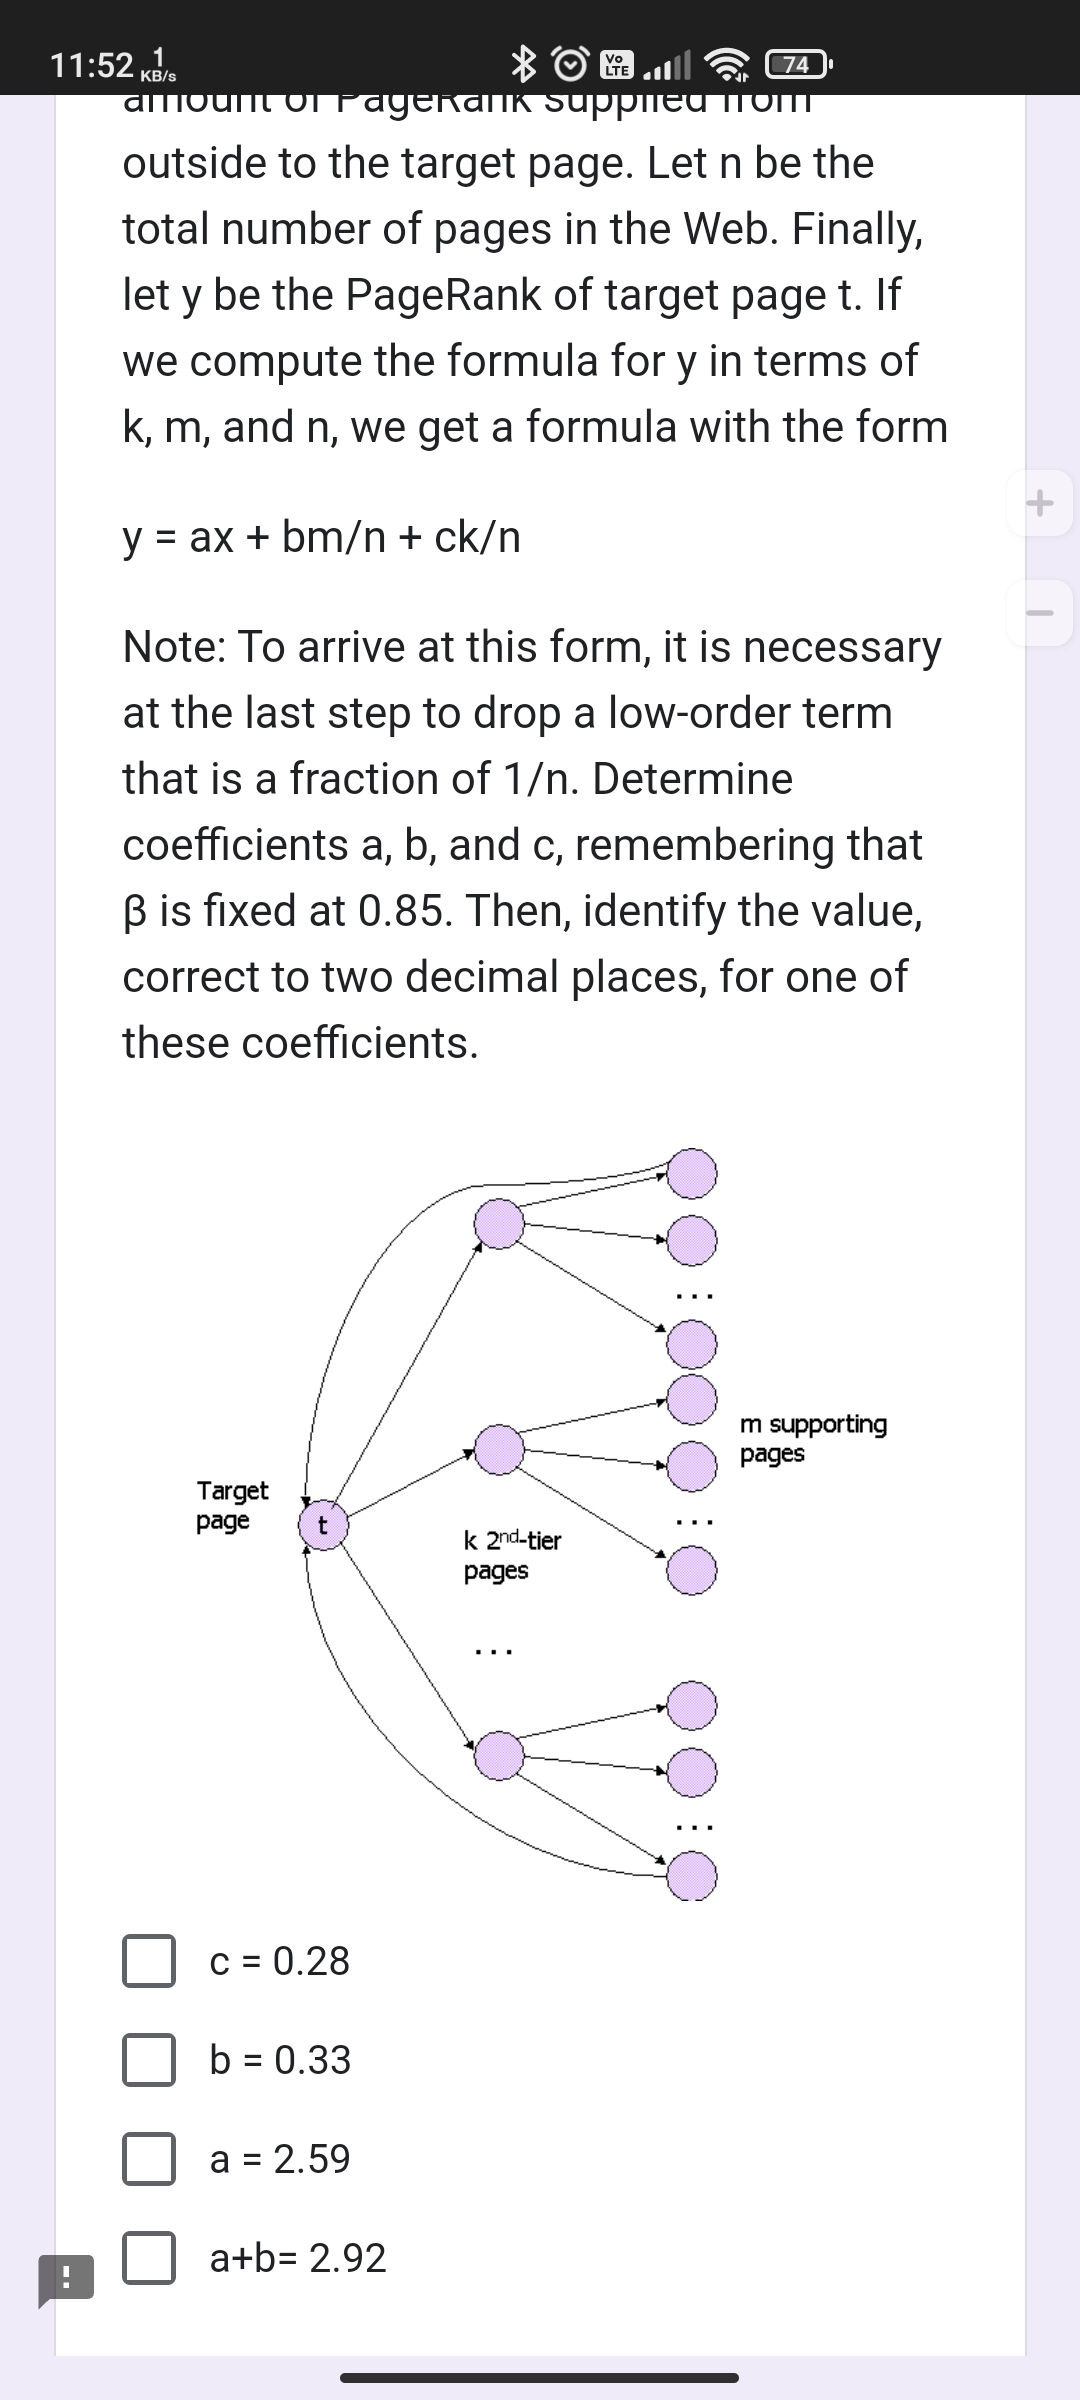 11:52 1 KB/s Vo LTE 74
amount of PageRank supplied from
outside to the target page. Let n be the
total number of pages in the Web. Finally,
let y be the PageRank of target page t. If
we compute the formula for y in terms of
k, m, and n, we get a formula with the form
y = ax + bm/n + ck/n
Note: To arrive at this form, it is necessary
at the last step to drop a low-order term
that is a fraction of 1/n. Determine
coefficients a, b, and c, remembering that
β is fixed at 0.85. Then, identify the value,
correct to two decimal places, for one of
these coefficients.
. . .
m supporting
pages
Target
page
t
. . .
k 2nd-tier
pages
. . .
. . .
c = 0.28
b = 0.33
a = 2.59
a+b= 2.92